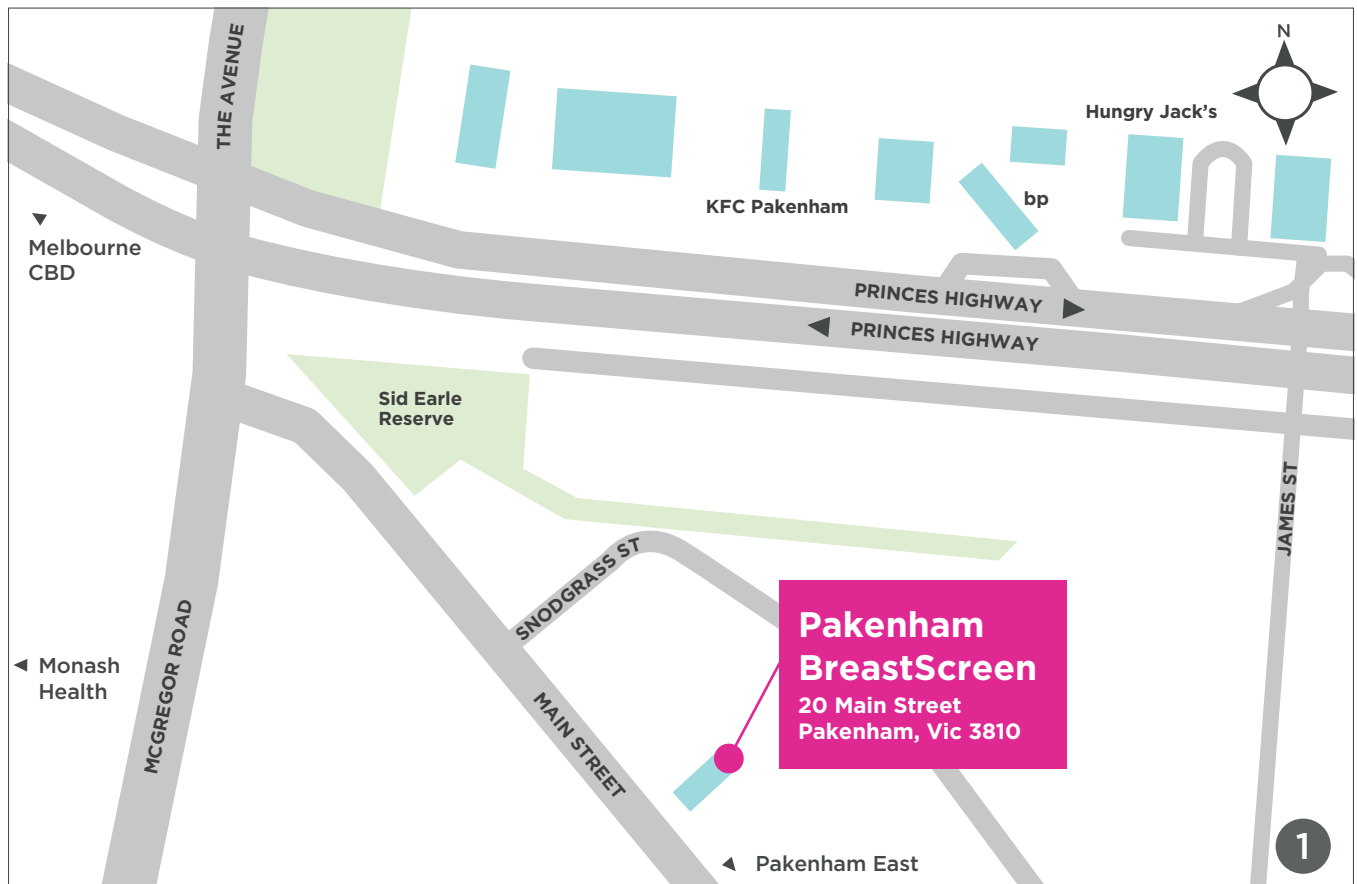 THE AVENUE
N
Hungry Jack's
KFC Pakenham
bp
Melbourne
CBD
PRINCES HIGHWAY
PRINCES HIGHWAY
Sid Earle
Reserve
JAMES ST
SNODGRASS ST
Pakenham
BreastScreen
20 Main Street
Pakenham, Vic 3810
Monash
Health
MCGREGOR ROAD
MAIN STREET
Pakenham East
1